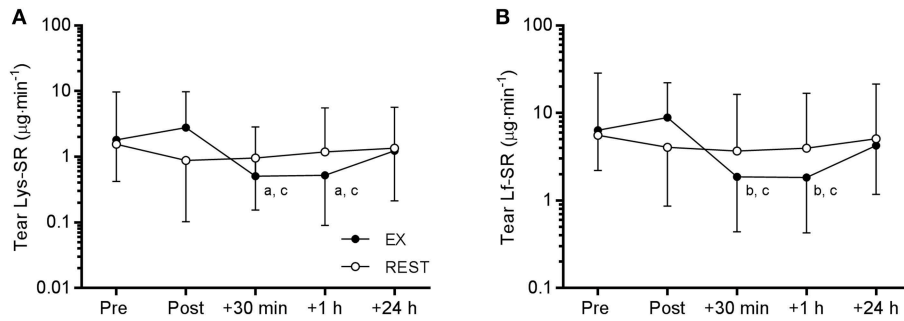 A
Tear Lys-SR (µg·min⁻¹)
100
10
1
0.1
0.01
a, c
a, c
EX
REST
Pre
Post
+30 min
+1 h
+24 h
B
Tear Lf-SR (µg·min⁻¹)
100
10
1
0.1
b, c
b, c
Pre
Post
+30 min
+1 h
+24 h